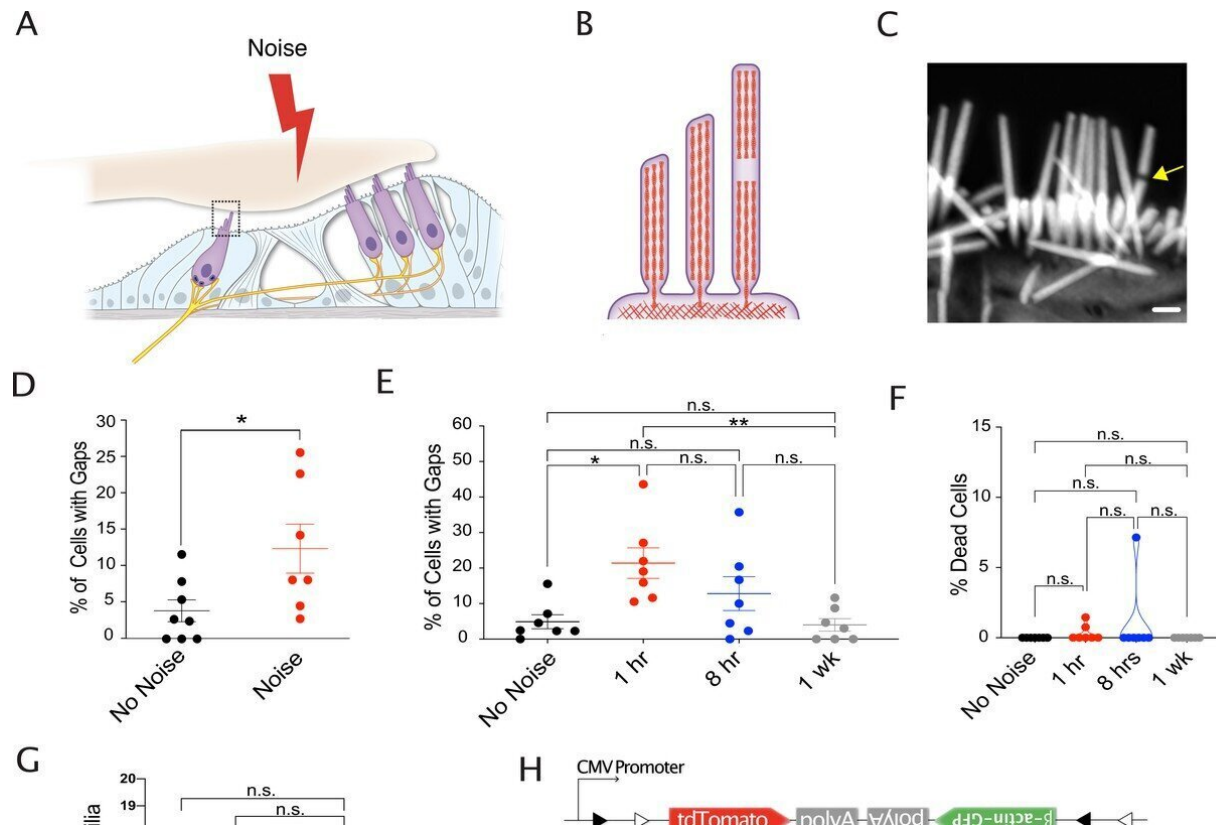 A
B
C
Noise
D
E
F
% of Cells with Gaps
30
25
20
15
10
5
0
*
No Noise
Noise
% of Cells with Gaps
60
50
40
30
20
10
0
n.s.
**
n.s.
*
n.s.
n.s.
No Noise
1 hr
8 hr
1 wk
% Dead Cells
15
10
5
0
n.s.
n.s.
n.s.
n.s.
n.s.
n.s.
No Noise
1 hr
8 hrs
1 wk
G
20
19
n.s.
n.s.
H
CMV Promoter
tdTomato
polyA
polyA
β-actin-GFP